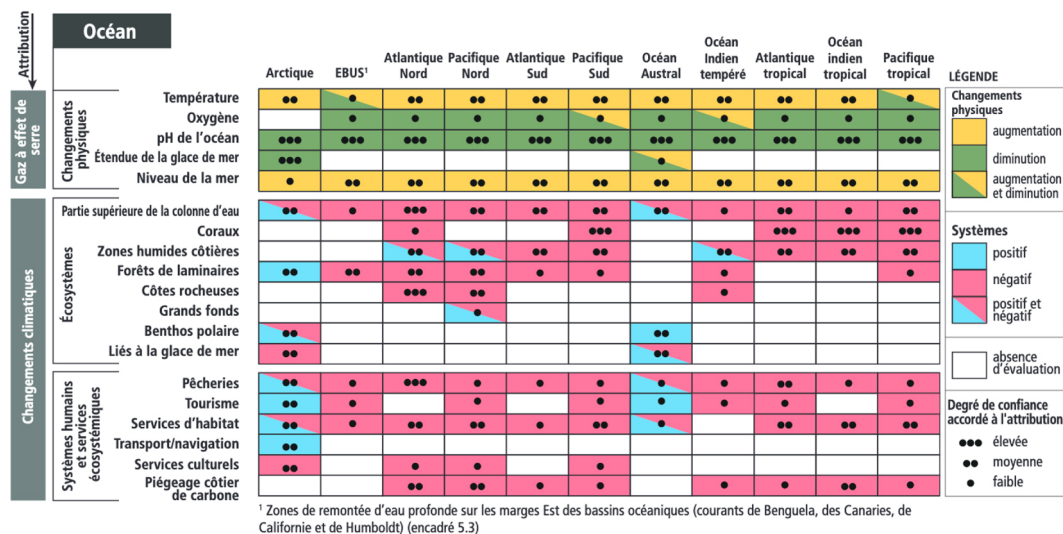 Attribution
Océan
Arctique
EBUS¹
Atlantique Nord
Pacifique Nord
Atlantique Sud
Pacifique Sud
Océan Austral
Océan Indien tempéré
Atlantique tropical
Océan indien tropical
Pacifique tropical
Gaz à effet de serre
Changements physiques
Température
Oxygène
pH de l'océan
Étendue de la glace de mer
Niveau de la mer
Changements climatiques
Écosystèmes
Partie supérieure de la colonne d'eau
Coraux
Zones humides côtières
Forêts de laminaires
Côtes rocheuses
Grands fonds
Benthos polaire
Liés à la glace de mer
Systèmes humains et services écosystémiques
Pêcheries
Tourisme
Services d'habitat
Transport/navigation
Services culturels
Piégeage côtier de carbone
LÉGENDE
Changements physiques
augmentation
diminution
augmentation et diminution
Systèmes
positif
négatif
positif et négatif
absence d'évaluation
Degré de confiance accordé à l'attribution
élevée
moyenne
faible
¹ Zones de remontée d'eau profonde sur les marges Est des bassins océaniques (courants de Benguela, des Canaries, de
Californie et de Humboldt) (encadré 5.3)